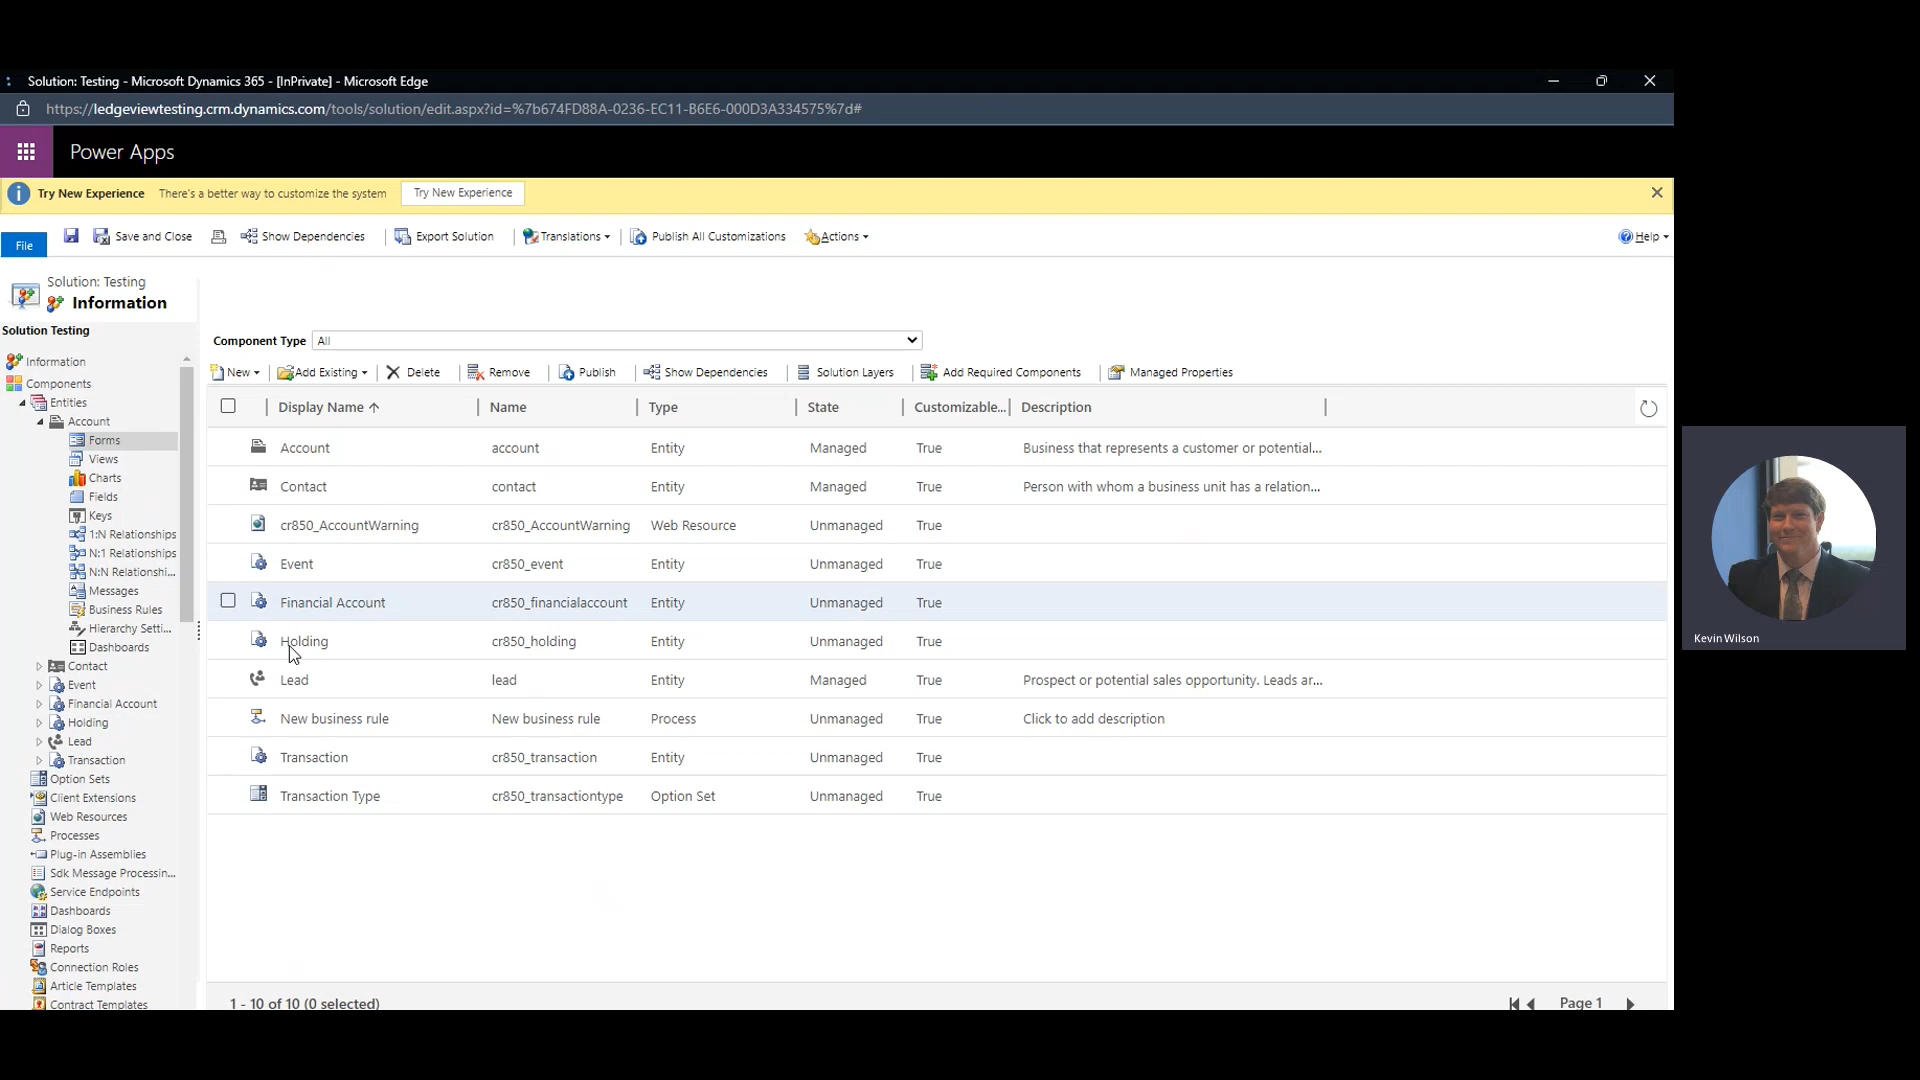 Solution: Testing - Microsoft Dynamics 365 - [InPrivate] - Microsoft Edge
https://ledgeviewtesting.crm.dynamics.com/tools/solution/edit.aspx?id=%7b674FD88A-0236-EC11-B6E6-000D3A334575%7d#
Power Apps
Try New Experience There's a better way to customize the system Try New Experience
File Save and Close Show Dependencies Export Solution Translations Publish All Customizations Actions Help
Solution: Testing
Information
Solution Testing
Information
Components
Entities
Account
Forms
Views
Charts
Fields
Keys
1:N Relationships
N:1 Relationships
N:N Relationshi...
Messages
Business Rules
Hierarchy Setti...
Dashboards
Contact
Event
Financial Account
Holding
Lead
Transaction
Option Sets
Client Extensions
Web Resources
Processes
Plug-in Assemblies
Sdk Message Processin...
Service Endpoints
Dashboards
Dialog Boxes
Reports
Connection Roles
Article Templates
Contract Templates
Component Type All
New Add Existing Delete Remove Publish Show Dependencies Solution Layers Add Required Components Managed Properties
Display Name Name Type State Customizable... Description
Account account Entity Managed True Business that represents a customer or potential...
Contact contact Entity Managed True Person with whom a business unit has a relation...
cr850_AccountWarning cr850_AccountWarning Web Resource Unmanaged True
Event cr850_event Entity Unmanaged True
Financial Account cr850_financialaccount Entity Unmanaged True
Holding cr850_holding Entity Unmanaged True
Lead lead Entity Managed True Prospect or potential sales opportunity. Leads ar...
New business rule New business rule Process Unmanaged True Click to add description
Transaction cr850_transaction Entity Unmanaged True
Transaction Type cr850_transactiontype Option Set Unmanaged True
1 - 10 of 10 (0 selected) Page 1
Kevin Wilson